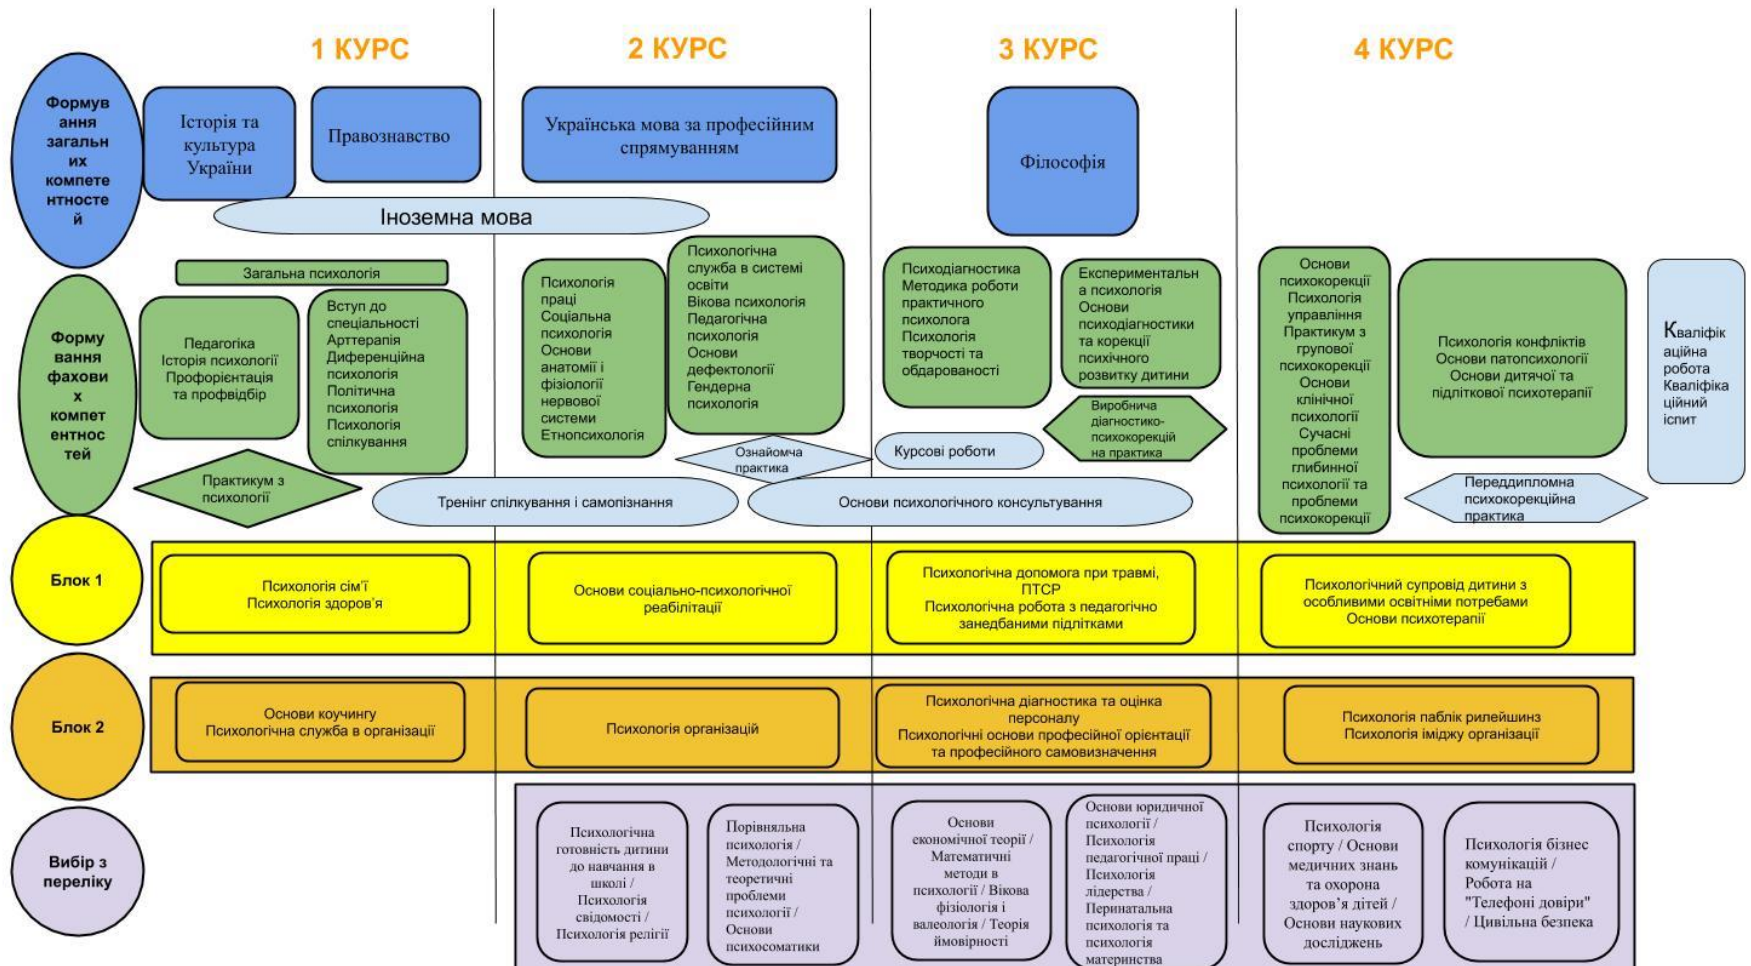 1 КУРС
2 КУРС
3 КУРС
4 КУРС
Формув
ання
загальн
их
компете
нтносте
й
Історія та
культура
України
Правознавство
Українська мова за професійним
спрямуванням
Філософія
Іноземна мова
Форму
вання
фахови
х
компет
ентнос
тей
Загальна психологія
Педагогіка
Історія психології
Профорієнтація
та профвідбір
Вступ до
спеціальності
Арттерапія
Диференційна
психологія
Політична
психологія
Психологія
спілкування
Практикум з
психології
Психологія
праці
Соціальна
психологія
Основи
анатомії і
фізіології
нервової
системи
Етнопсихологія
Психологічна
служба в системі
освіти
Вікова психологія
Педагогічна
психологія
Основи
дефектології
Гендерна
психологія
Ознайомча
практика
Тренінг спілкування і самопізнання
Психодіагностика
Методика роботи
практичного
психолога
Психологія
творчості та
обдарованості
Експериментальн
а психологія
Основи
психодіагностики
та корекції
психічного
розвитку дитини
Виробнича
діагностико-
психокорекцій
на практика
Курсові роботи
Основи психологічного консультування
Основи
психокорекції
Психологія
управління
Практикум з
групової
психокорекції
Основи
клінічної
психології
Сучасні
проблеми
глибинної
психології та
проблеми
психокорекції
Психологія конфліктів
Основи патопсихології
Основи дитячої та
підліткової психотерапії
Переддипломна
психокорекційна
практика
Кваліфік
аційна
робота
Кваліфіка
ційний
іспит
Блок 1
Психологія сім’ї
Психологія здоров’я
Основи соціально-психологічної
реабілітації
Психологічна допомога при травмі,
ПТСР
Психологічна робота з педагогічно
занедбаними підлітками
Психологічний супровід дитини з
особливими освітніми потребами
Основи психотерапії
Блок 2
Основи коучингу
Психологічна служба в організації
Психологія організацій
Психологічна діагностика та оцінка
персоналу
Психологічні основи професійної орієнтації
та професійного самовизначення
Психологія паблік рилейшинз
Психологія іміджу організації
Вибір з
переліку
Психологічна
готовність дитини
до навчання в
школі /
Психологія
свідомості /
Психологія релігії
Порівняльна
психологія /
Методологічні та
теоретичні
проблеми
психології /
Основи
психосоматики
Основи
економічної теорії /
Математичні
методи в
психології / Вікова
фізіологія і
валеологія / Теорія
ймовірності
Основи юридичної
психології /
Психологія
педагогічної праці /
Психологія
лідерства /
Перинатальна
психологія та
психологія
материнства
Психологія
спорту / Основи
медичних знань
та охорона
здоров’я дітей /
Основи наукових
досліджень
Психологія бізнес
комунікацій /
Робота на
"Телефоні довіри"
/ Цивільна безпека